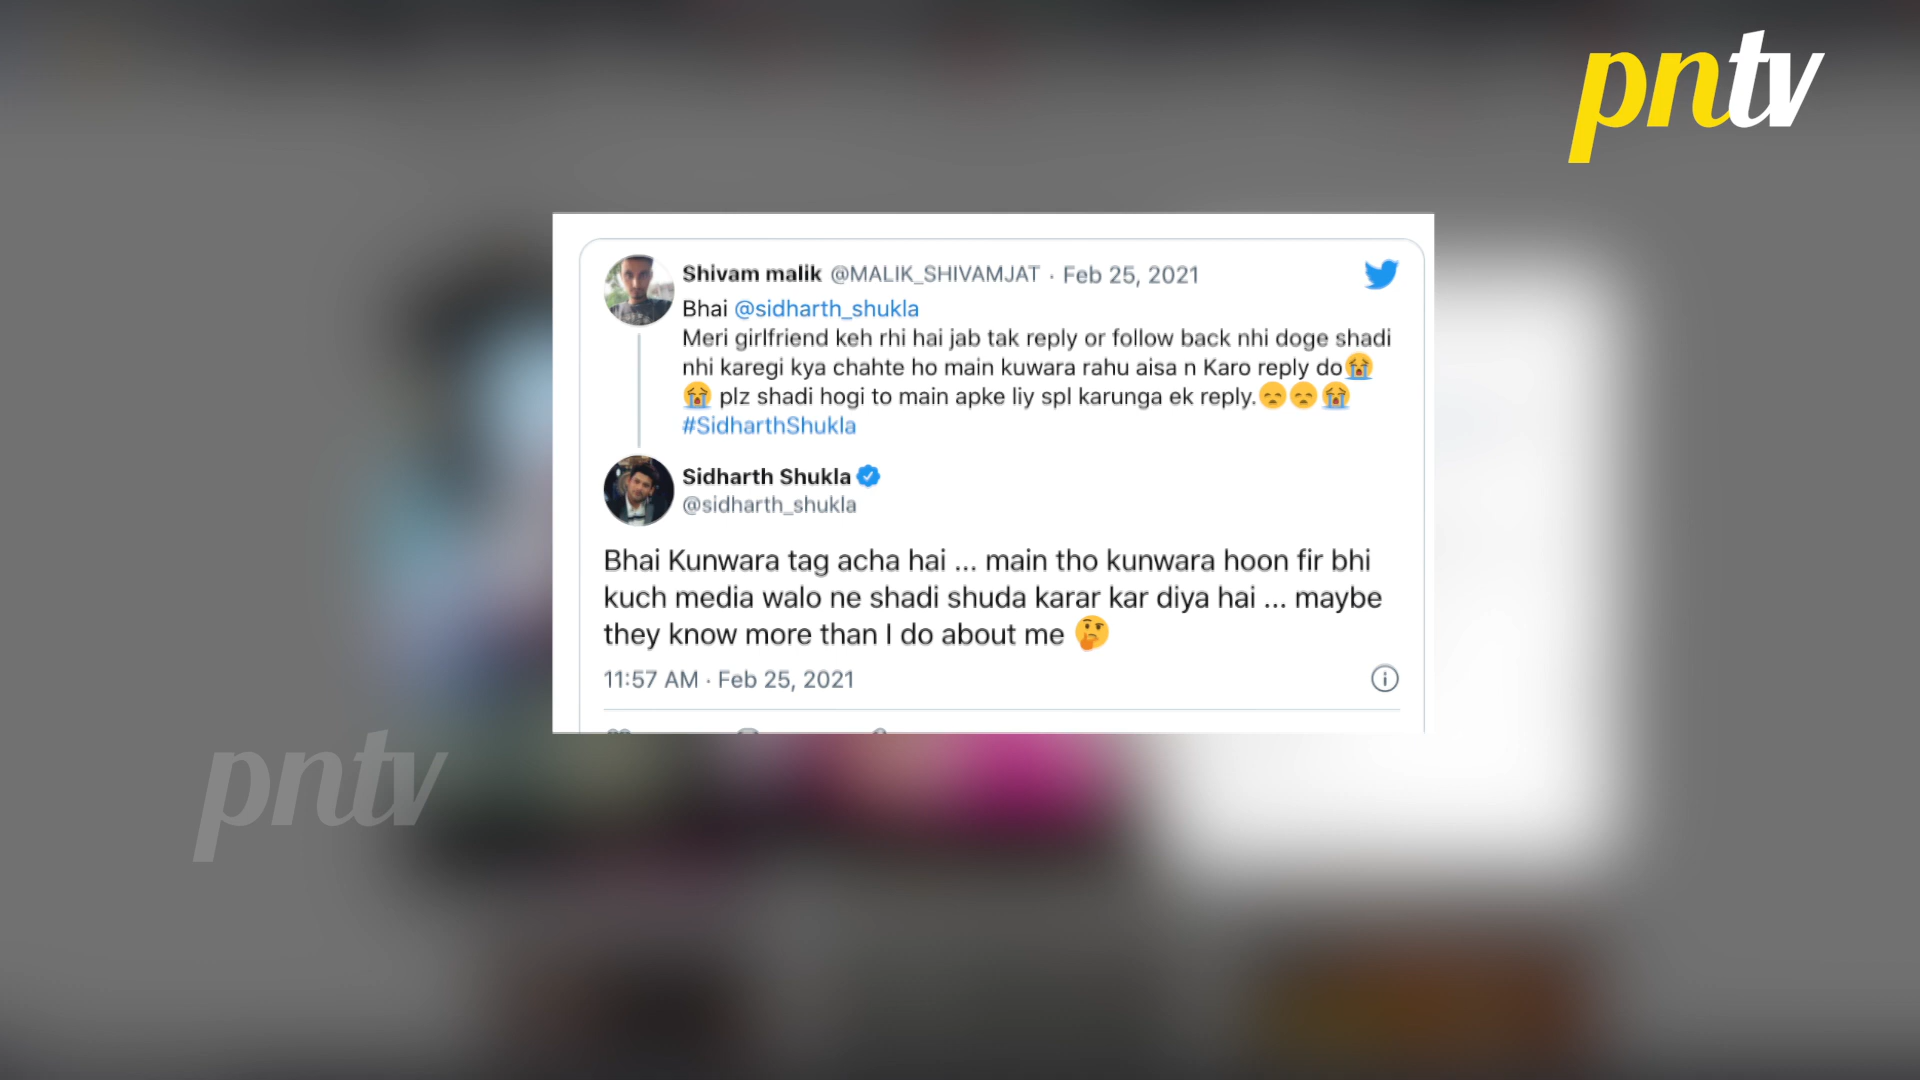 pntv
Shivam malik @MALIK_SHIVAMJAT · Feb 25, 2021
Bhai @sidharth_shukla
Meri girlfriend keh rhi hai jab tak reply or follow back nhi doge shadi
nhi karegi kya chahte ho main kuwara rahu aisa n Karo reply do😭
😭 plz shadi hogi to main apke liy spl karunga ek reply.😞😞😭
#SidharthShukla
Sidharth Shukla
@sidharth_shukla
Bhai Kunwara tag acha hai ... main tho kunwara hoon fir bhi
kuch media walo ne shadi shuda karar kar diya hai ... maybe
they know more than I do about me 🤔
11:57 AM · Feb 25, 2021
pntv